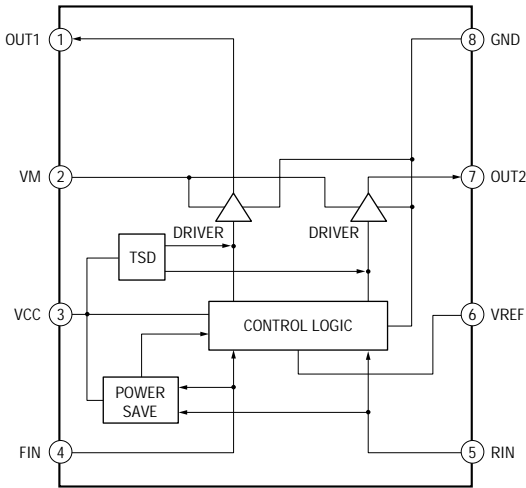 OUT1 1
8 GND
VM 2
7 OUT2
DRIVER
DRIVER
TSD
VCC 3
6 VREF
CONTROL LOGIC
POWER
SAVE
FIN 4
5 RIN